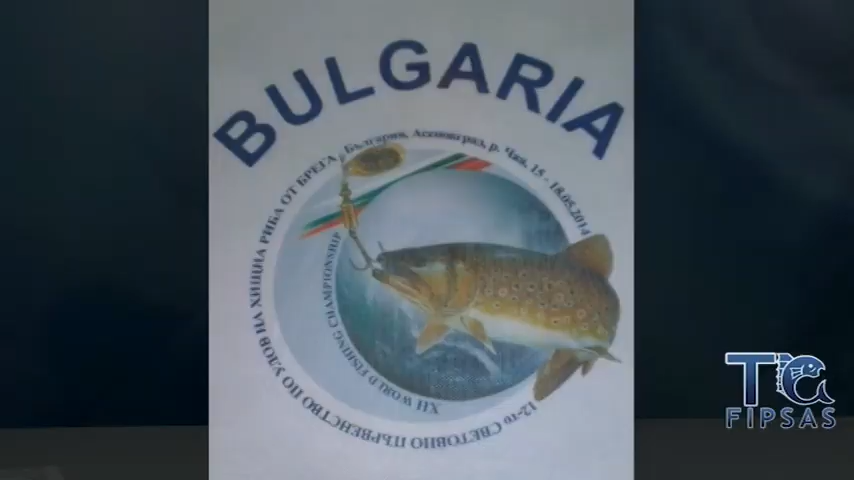 BULGARIA
12-то СВЕТОВНО ПЪРВЕНСТВО ПО УЛОВ НА ХИЩНА РИБА ОТ БРЕГА, България, Асеновград, р. Чая, 15 - 18.05.2014
XII WORLD FISHING CHAMPIONSHIP
FIPSAS